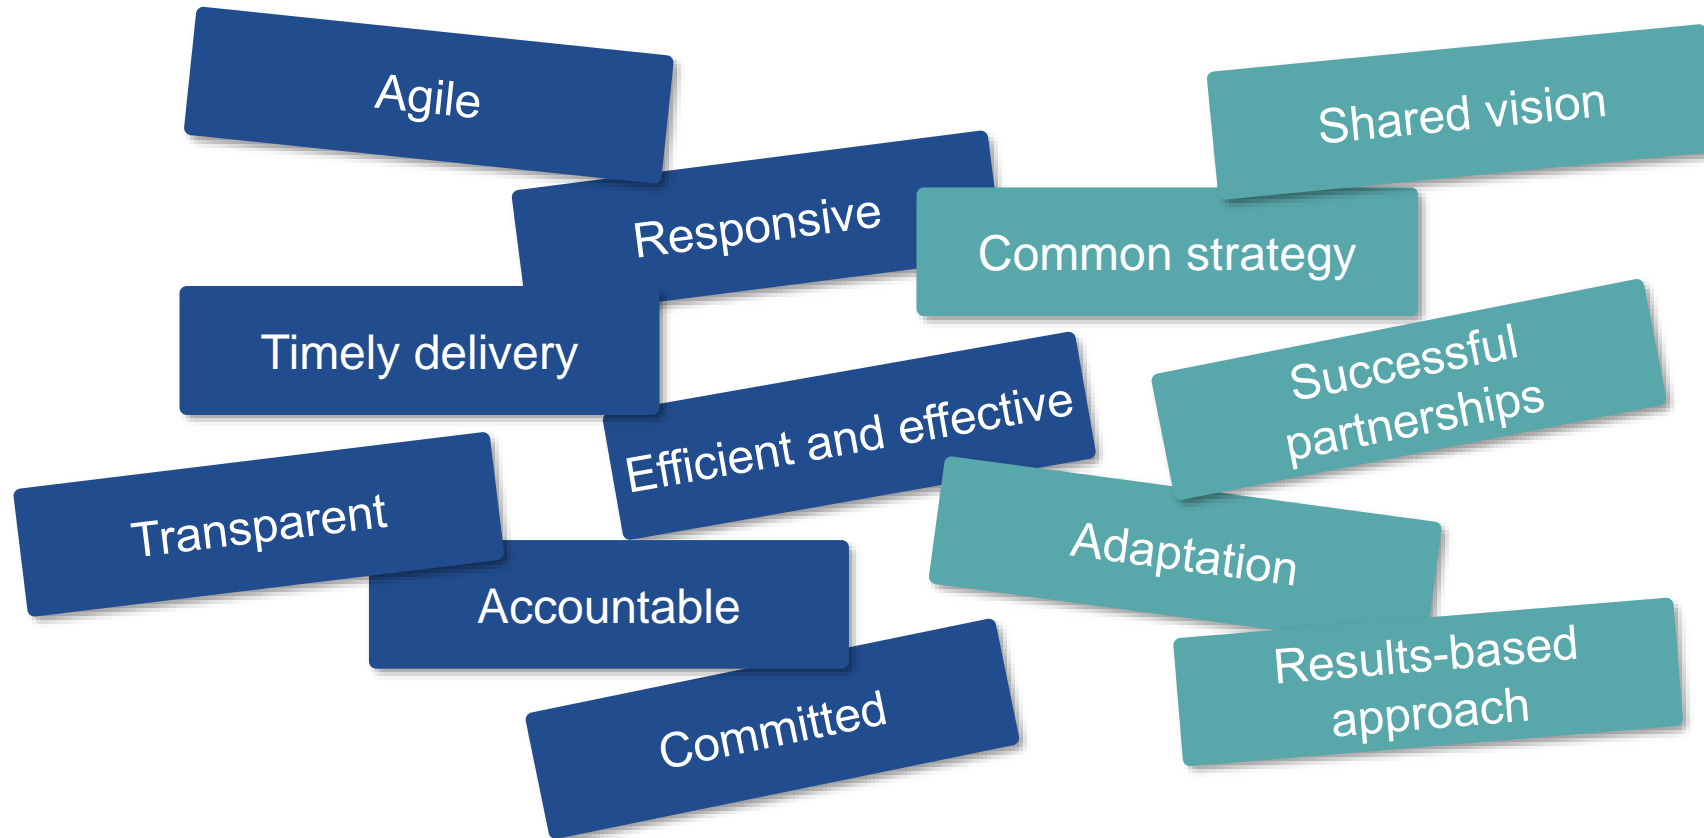 Agile
Shared vision
Responsive
Common strategy
Timely delivery
Successful
partnerships
Efficient and effective
Transparent
Adaptation
Accountable
Results-based
approach
Committed